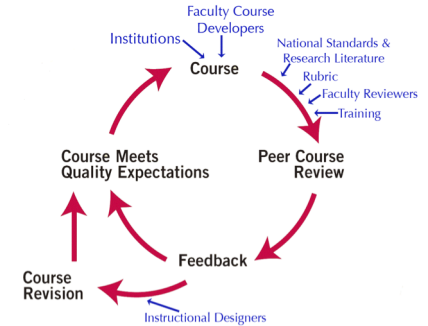 Faculty Course
Developers
Institutions
Course
National Standards &
Research Literature
Rubric
Faculty Reviewers
Training
Course Meets
Quality Expectations
Peer Course
Review
Feedback
Course
Revision
Instructional Designers